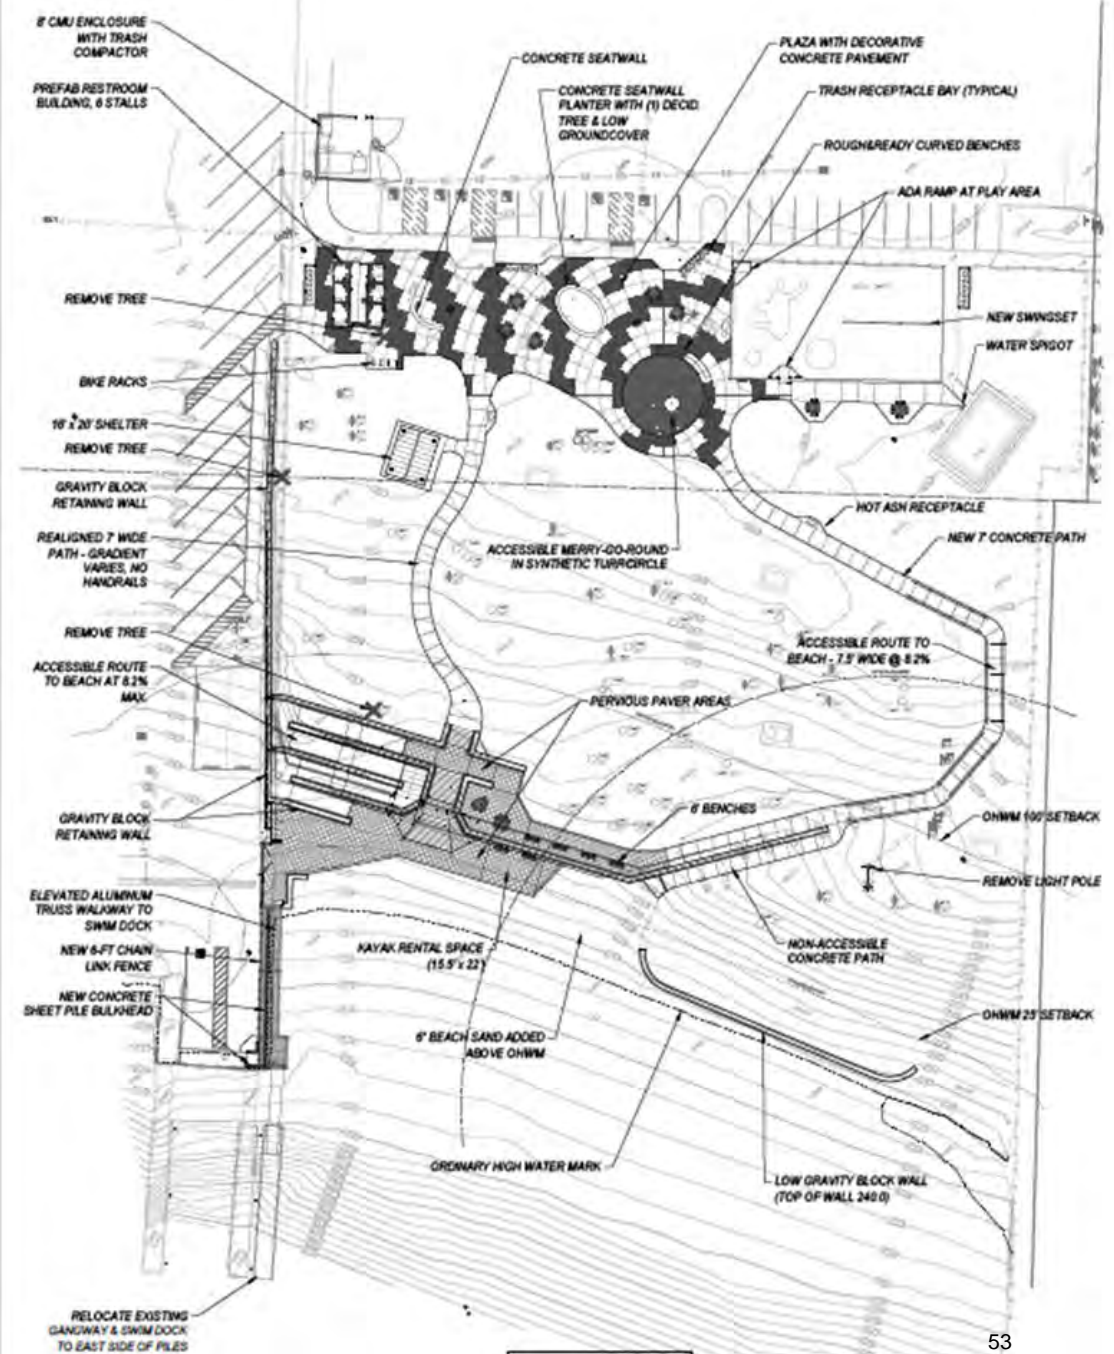 8' CMU ENCLOSURE
WITH TRASH
COMPACTOR
PREFAB RESTROOM
BUILDING, 6 STALLS
CONCRETE SEATWALL
CONCRETE SEATWALL
PLANTER WITH (1) DECID.
TREE & LOW
GROUNDCOVER
PLAZA WITH DECORATIVE
CONCRETE PAVEMENT
TRASH RECEPTACLE BAY (TYPICAL)
ROUGH&READY CURVED BENCHES
ADA RAMP AT PLAY AREA
REMOVE TREE
NEW SWINGSET
WATER SPIGOT
BIKE RACKS
16' x 20' SHELTER
REMOVE TREE
GRAVITY BLOCK
RETAINING WALL
REALIGNED 7' WIDE
PATH - GRADIENT
VARIES, NO
HANDRAILS
HOT ASH RECEPTACLE
NEW 7' CONCRETE PATH
ACCESSIBLE MERRY-GO-ROUND
IN SYNTHETIC TURF CIRCLE
REMOVE TREE
ACCESSIBLE ROUTE
TO BEACH AT 8.2%
MAX.
ACCESSIBLE ROUTE TO
BEACH - 7.5' WIDE @ 8.2%
PERVIOUS PAVER AREAS
GRAVITY BLOCK
RETAINING WALL
6' BENCHES
OHWM 100' SETBACK
REMOVE LIGHT POLE
ELEVATED ALUMINUM
TRUSS WALKWAY TO
SWIM DOCK
NEW 6-FT CHAIN
LINK FENCE
NEW CONCRETE
SHEET PILE BULKHEAD
KAYAK RENTAL SPACE
(15.5' x 22')
NON-ACCESSIBLE
CONCRETE PATH
6" BEACH SAND ADDED
ABOVE OHWM
OHWM 25' SETBACK
ORDINARY HIGH WATER MARK
LOW GRAVITY BLOCK WALL
(TOP OF WALL 240.0)
RELOCATE EXISTING
GANGWAY & SWIM DOCK
TO EAST SIDE OF PILES
53